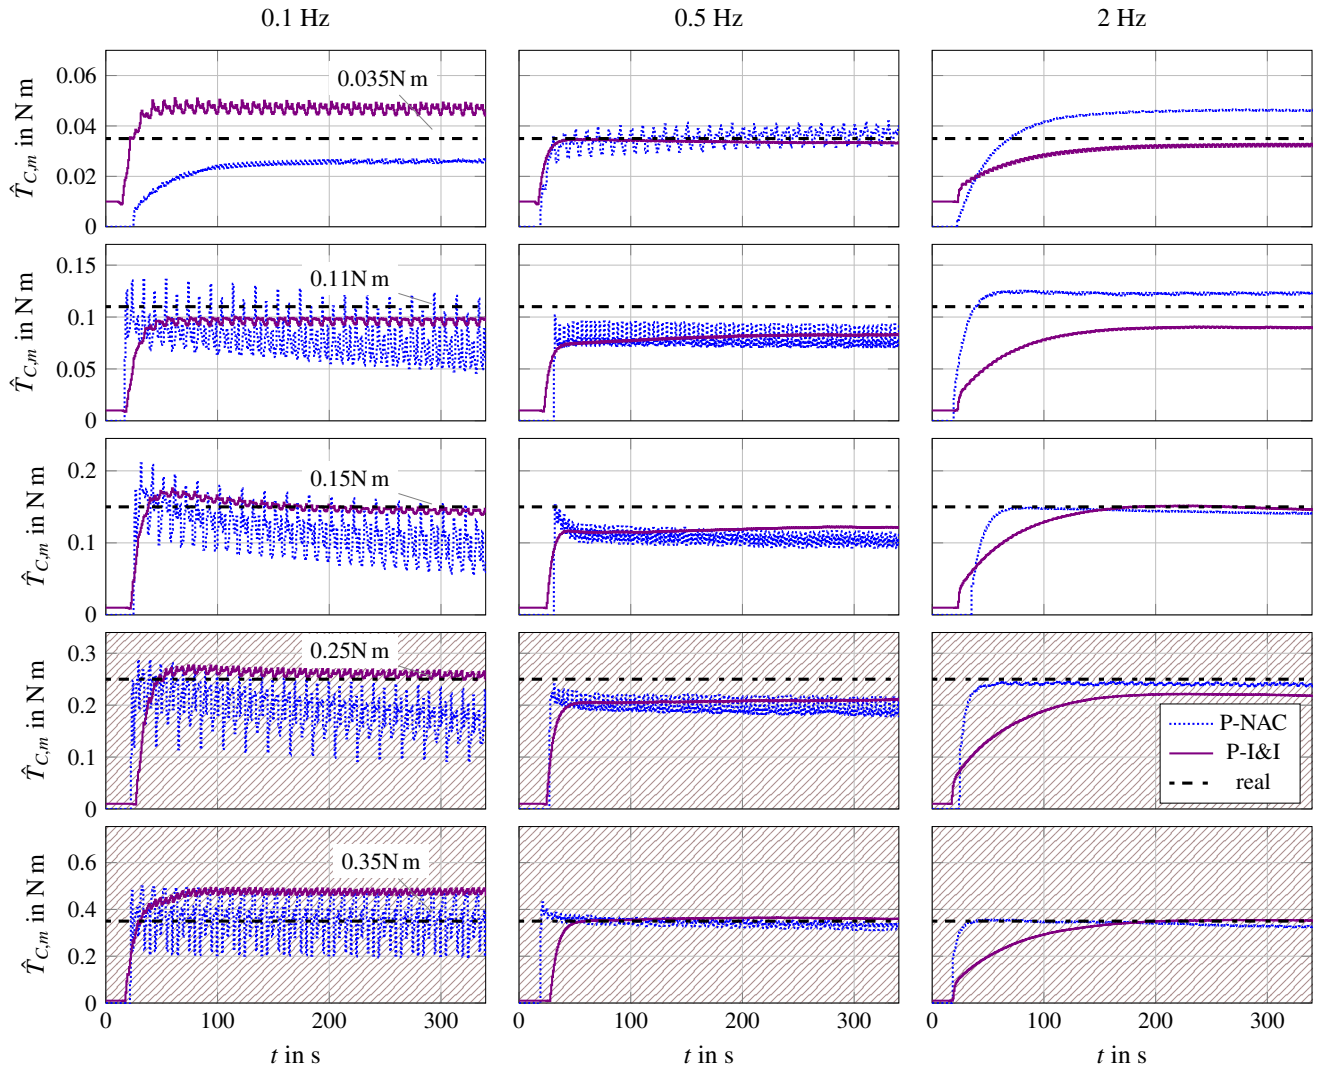 0.1 Hz 0.5 Hz 2 Hz
0.06
0.04
0.02
0
T̂C,m in N m
0.035N m
0.15
0.1
0.05
0
T̂C,m in N m
0.11N m
0.2
0.1
0
T̂C,m in N m
0.15N m
0.3
0.2
0.1
0
T̂C,m in N m
0.25N m
P-NAC
P-I&I
real
0.6
0.4
0.2
0
T̂C,m in N m
0.35N m
0 100 200 300 0 100 200 300 0 100 200 300
t in s t in s t in s